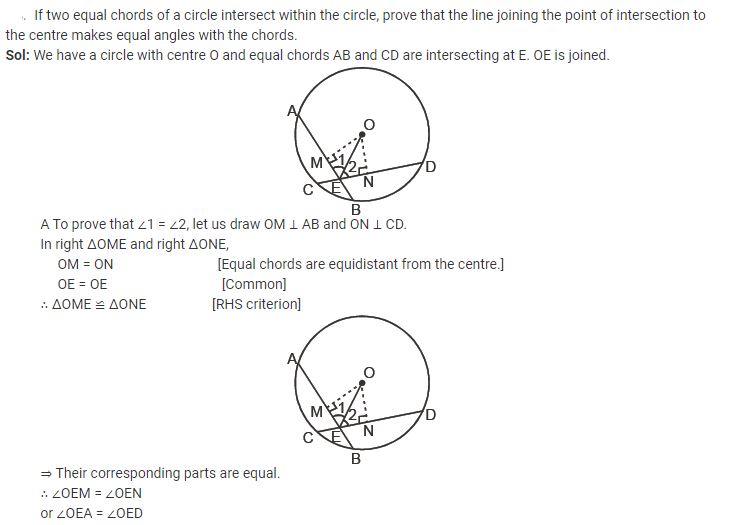 If two equal chords of a circle intersect within the circle, prove that the line joining the point of intersection to
the centre makes equal angles with the chords.
Sol: We have a circle with centre O and equal chords AB and CD are intersecting at E. OE is joined.
A
O
M 1 2 D
C E N
B
A To prove that ∠1 = ∠2, let us draw OM ⊥ AB and ON ⊥ CD.
In right ΔOME and right ΔONE,
OM = ON [Equal chords are equidistant from the centre.]
OE = OE [Common]
∴ ΔOME ≌ ΔONE [RHS criterion]
A
O
M 1 2 D
C E N
B
⇒ Their corresponding parts are equal.
∴ ∠OEM = ∠OEN
or ∠OEA = ∠OED